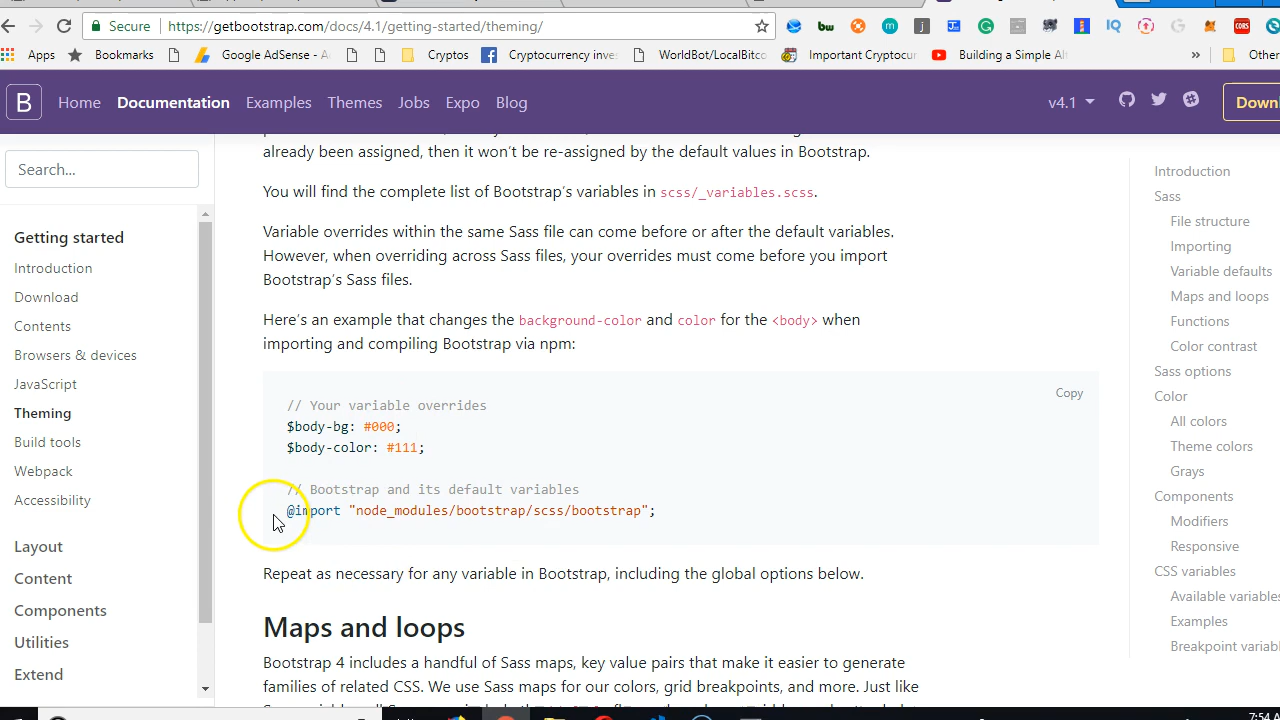 Secure https://getbootstrap.com/docs/4.1/getting-started/theming/
Apps Bookmarks Google AdSense - Cryptos Cryptocurrency inve WorldBot/LocalBitco Important Cryptocur Building a Simple Al » Other
B Home Documentation Examples Themes Jobs Expo Blog v4.1 Down
Search...
Getting started
Introduction
Download
Contents
Browsers & devices
JavaScript
Theming
Build tools
Webpack
Accessibility
Layout
Content
Components
Utilities
Extend
already been assigned, then it won't be re-assigned by the default values in Bootstrap.
You will find the complete list of Bootstrap's variables in scss/_variables.scss.
Variable overrides within the same Sass file can come before or after the default variables.
However, when overriding across Sass files, your overrides must come before you import
Bootstrap's Sass files.
Here's an example that changes the background-color and color for the <body> when
importing and compiling Bootstrap via npm:
Copy
// Your variable overrides
$body-bg: #000;
$body-color: #111;
// Bootstrap and its default variables
@import "node_modules/bootstrap/scss/bootstrap";
Repeat as necessary for any variable in Bootstrap, including the global options below.
Maps and loops
Bootstrap 4 includes a handful of Sass maps, key value pairs that make it easier to generate
families of related CSS. We use Sass maps for our colors, grid breakpoints, and more. Just like
Introduction
Sass
File structure
Importing
Variable defaults
Maps and loops
Functions
Color contrast
Sass options
Color
All colors
Theme colors
Grays
Components
Modifiers
Responsive
CSS variables
Available variables
Examples
Breakpoint variabl
7:54 A